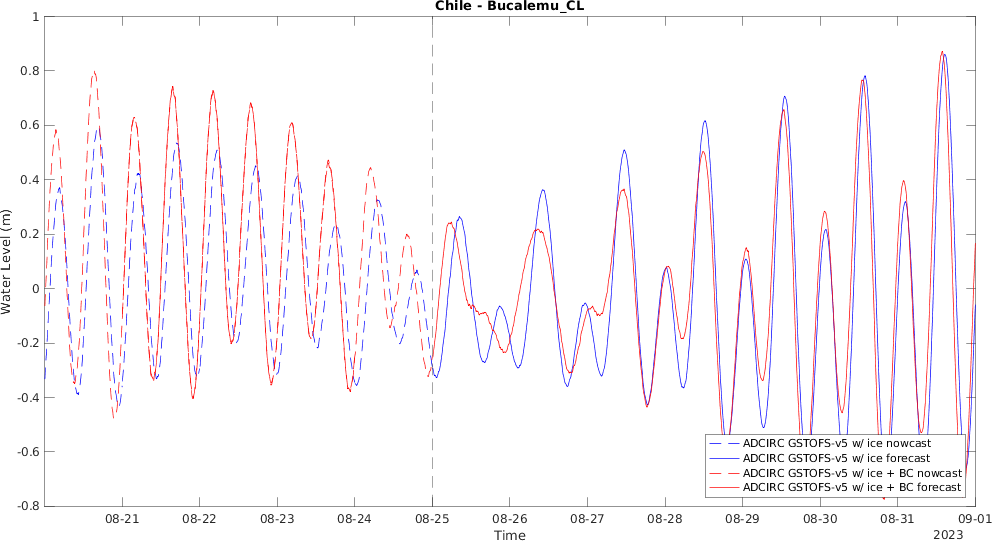 Chile - Bucalemu_CL
Water Level (m)
1
0.8
0.6
0.4
0.2
0
-0.2
-0.4
-0.6
-0.8
ADCIRC GSTOFS-v5 w/ ice nowcast
ADCIRC GSTOFS-v5 w/ ice forecast
ADCIRC GSTOFS-v5 w/ ice + BC nowcast
ADCIRC GSTOFS-v5 w/ ice + BC forecast
08-21 08-22 08-23 08-24 08-25 08-26 08-27 08-28 08-29 08-30 08-31 09-01
Time
2023